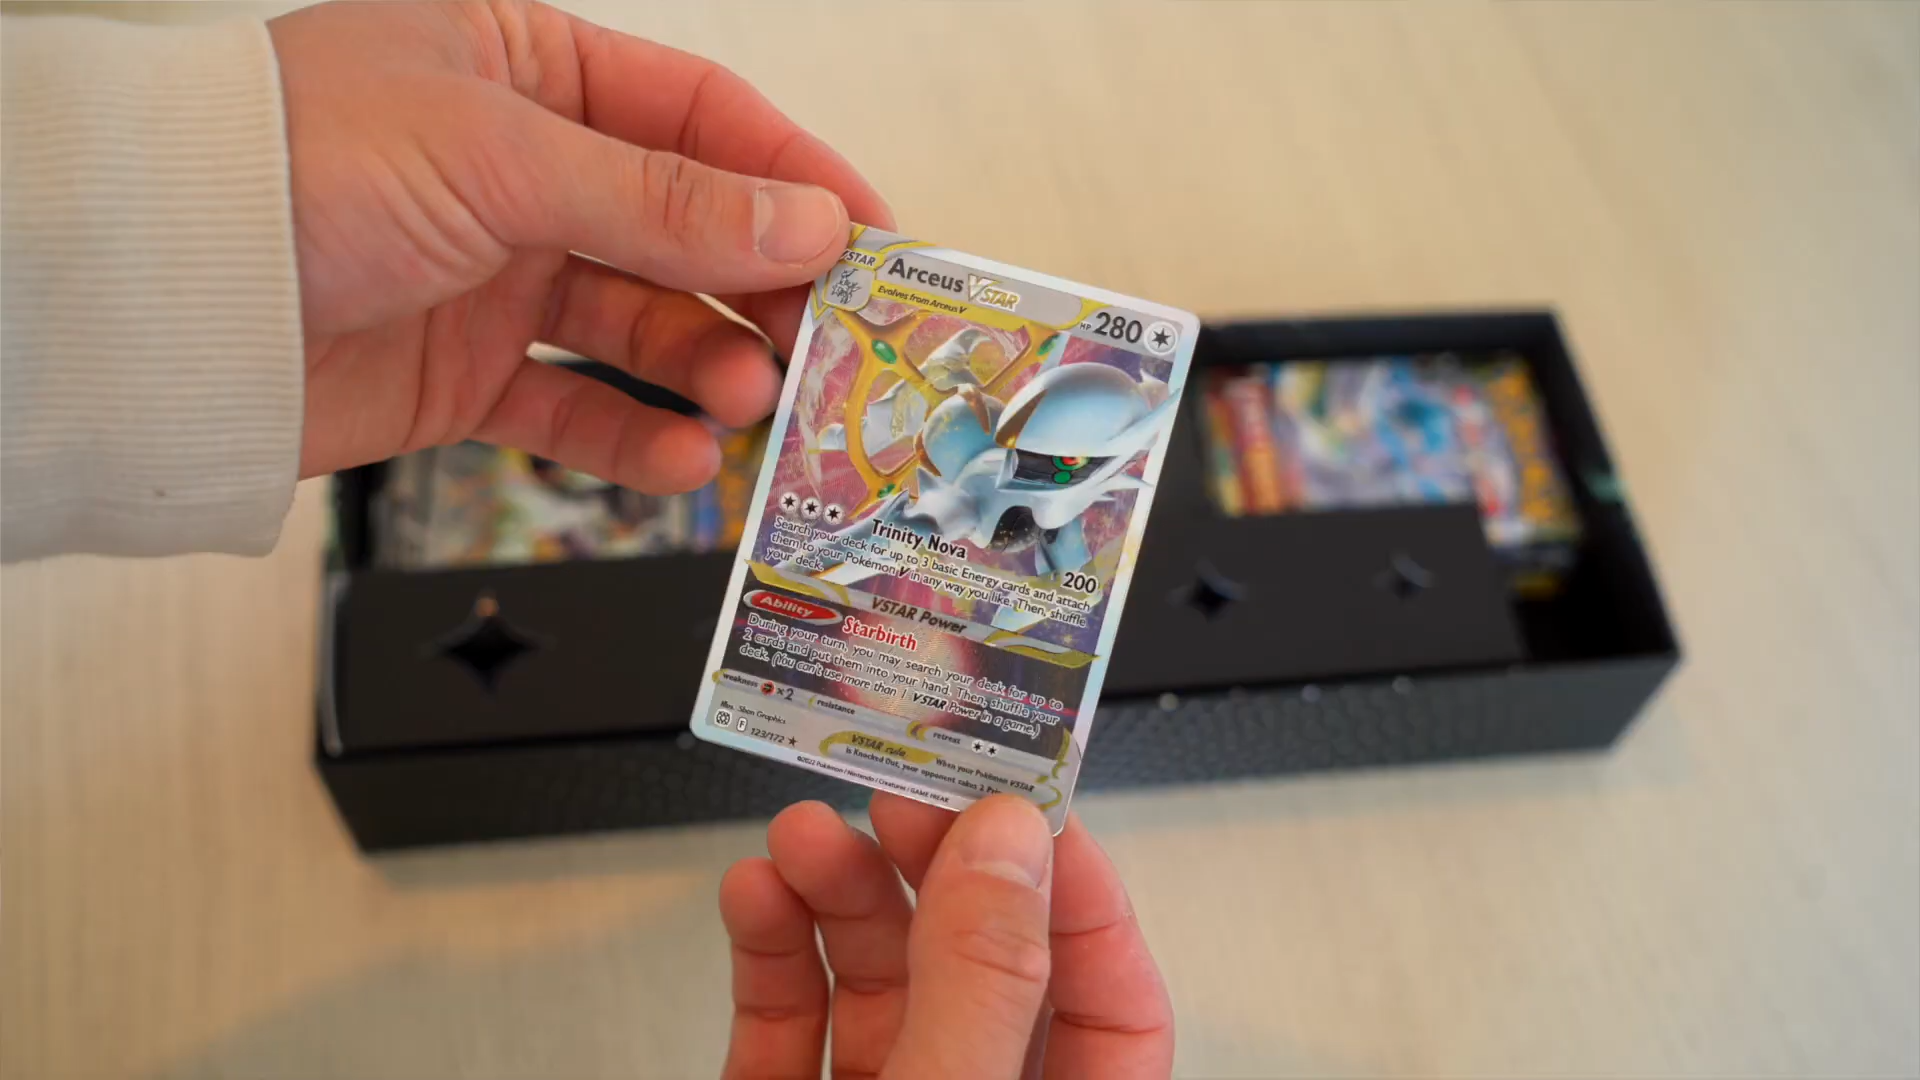 VSTAR
Arceus VSTAR
Evolves from Arceus V
HP 280
Trinity Nova
200
Search your deck for up to 3 basic Energy cards and attach
them to your Pokémon V in any way you like. Then, shuffle
your deck.
VSTAR Power
Ability
Starbirth
During your turn, you may search your deck for up to
2 cards and put them into your hand. Then, shuffle your
deck. (You can't use more than 1 VSTAR Power in a game.)
weakness ×2
resistance
retreat
Illus. 5ban Graphics
F
123/172
VSTAR rule
When your Pokémon VSTAR
is Knocked Out, your opponent takes 2
©2022 Pokémon / Nintendo / Creatures / GAME FREAK